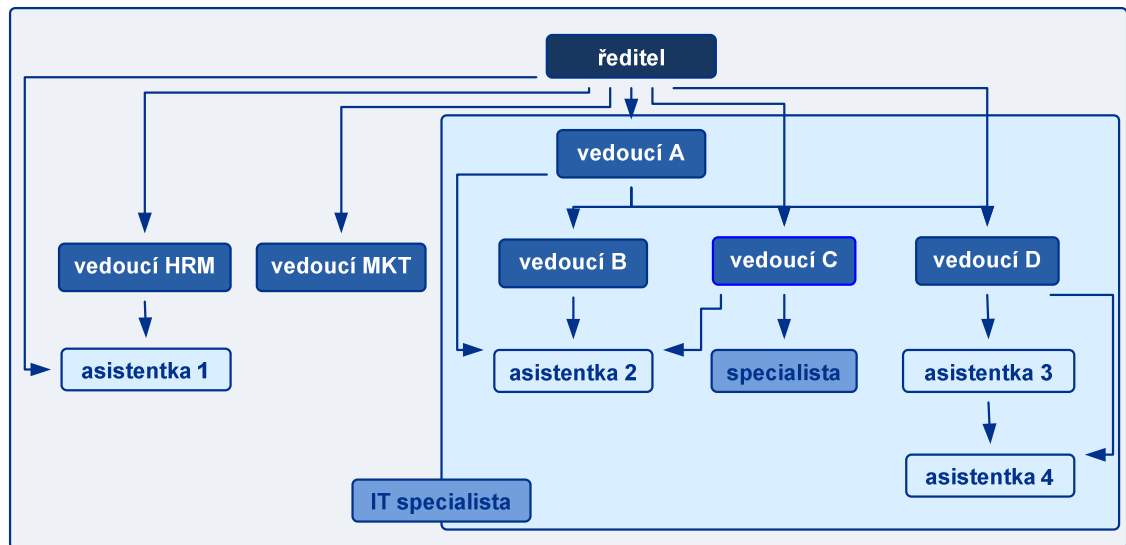 ředitel
vedoucí A
vedoucí HRM
vedoucí MKT
vedoucí B
vedoucí C
vedoucí D
asistentka 1
asistentka 2
specialista
asistentka 3
asistentka 4
IT specialista